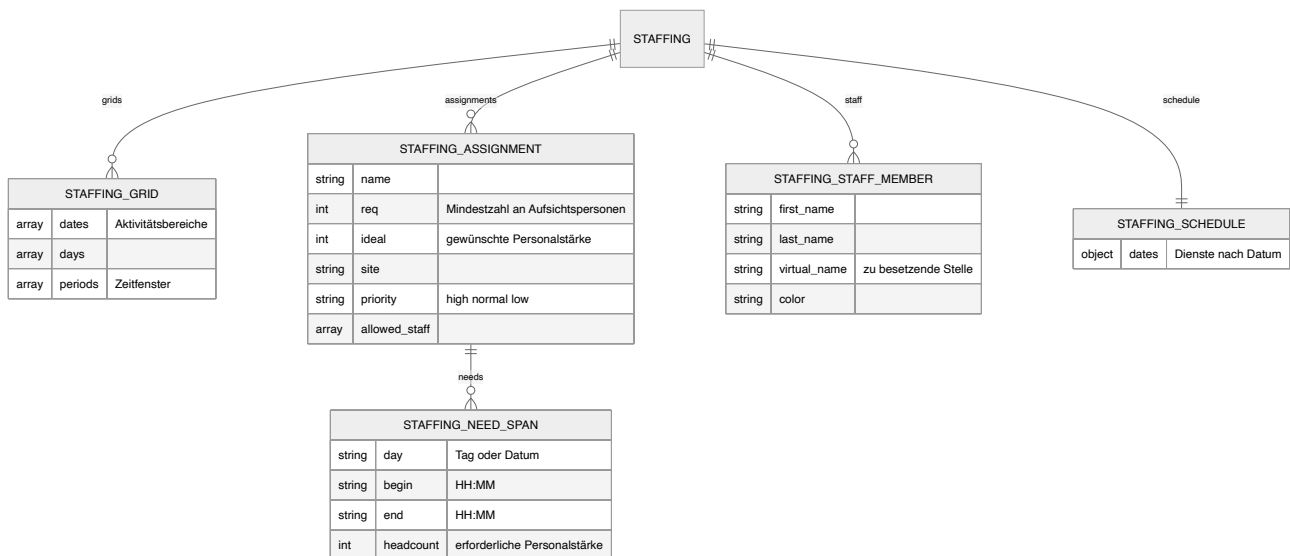 STAFFING
grids
assignments
staff
schedule
STAFFING_GRID
array dates Aktivitätsbereiche
array days
array periods Zeitfenster
STAFFING_ASSIGNMENT
string name
int req Mindestzahl an Aufsichtspersonen
int ideal gewünschte Personalstärke
string site
string priority high normal low
array allowed_staff
STAFFING_STAFF_MEMBER
string first_name
string last_name
string virtual_name zu besetzende Stelle
string color
STAFFING_SCHEDULE
object dates Dienste nach Datum
needs
STAFFING_NEED_SPAN
string day Tag oder Datum
string begin HH:MM
string end HH:MM
int headcount erforderliche Personalstärke